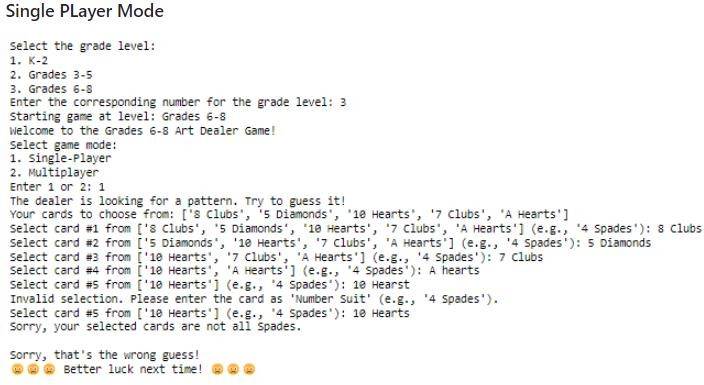 Single PLayer Mode
Select the grade level:
1. K-2
2. Grades 3-5
3. Grades 6-8
Enter the corresponding number for the grade level: 3
Starting game at level: Grades 6-8
Welcome to the Grades 6-8 Art Dealer Game!
Select game mode:
1. Single-Player
2. Multiplayer
Enter 1 or 2: 1
The dealer is looking for a pattern. Try to guess it!
Your cards to choose from: ['8 Clubs', '5 Diamonds', '10 Hearts', '7 Clubs', 'A Hearts']
Select card #1 from ['8 Clubs', '5 Diamonds', '10 Hearts', '7 Clubs', 'A Hearts'] (e.g., '4 Spades'): 8 Clubs
Select card #2 from ['5 Diamonds', '10 Hearts', '7 Clubs', 'A Hearts'] (e.g., '4 Spades'): 5 Diamonds
Select card #3 from ['10 Hearts', '7 Clubs', 'A Hearts'] (e.g., '4 Spades'): 7 Clubs
Select card #4 from ['10 Hearts', 'A Hearts'] (e.g., '4 Spades'): A hearts
Select card #5 from ['10 Hearts'] (e.g., '4 Spades'): 10 Hearst
Invalid selection. Please enter the card as 'Number Suit' (e.g., '4 Spades').
Select card #5 from ['10 Hearts'] (e.g., '4 Spades'): 10 Hearts
Sorry, your selected cards are not all Spades.
Sorry, that's the wrong guess!
Better luck next time!